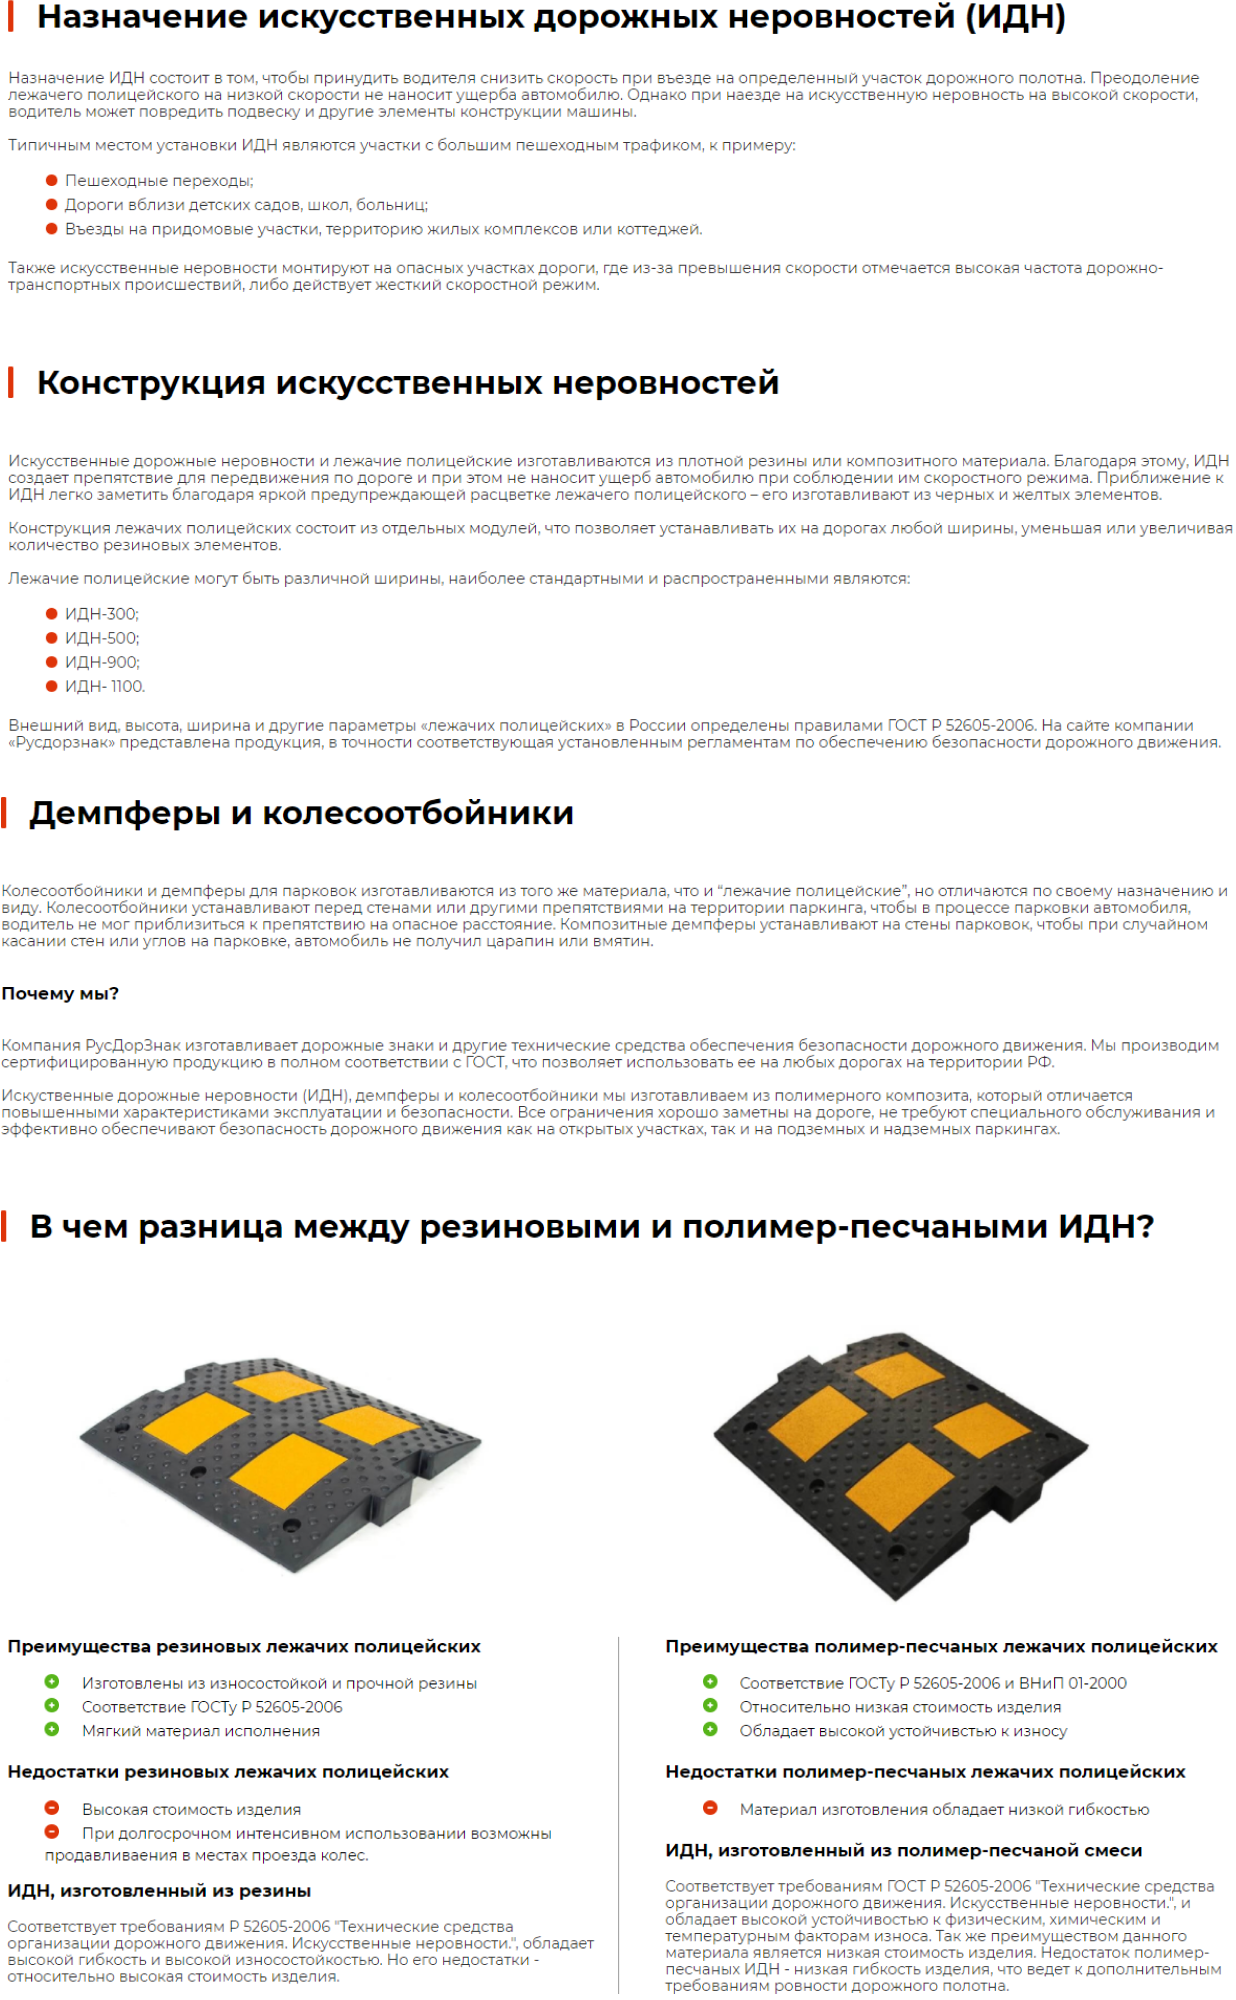 Назначение искусственных дорожных неровностей (ИДН)
Назначение ИДН состоит в том, чтобы принудить водителя снизить скорость при въезде на определенный участок дорожного полотна. Преодоление
лежачего полицейского на низкой скорости не наносит ущерба автомобилю. Однако при наезде на искусственную неровность на высокой скорости,
водитель может повредить подвеску и другие элементы конструкции машины.
Типичным местом установки ИДН являются участки с большим пешеходным трафиком, к примеру:
Пешеходные переходы;
Дороги вблизи детских садов, школ, больниц;
Въезды на придомовые участки, территорию жилых комплексов или коттеджей.
Также искусственные неровности монтируют на опасных участках дороги, где из-за превышения скорости отмечается высокая частота дорожно-
транспортных происшествий, либо действует жесткий скоростной режим.
Конструкция искусственных неровностей
Искусственные дорожные неровности и лежачие полицейские изготавливаются из плотной резины или композитного материала. Благодаря этому, ИДН
создает препятствие для передвижения по дороге и при этом не наносит ущерб автомобилю при соблюдении им скоростного режима. Приближение к
ИДН легко заметить благодаря яркой предупреждающей расцветке лежачего полицейского – его изготавливают из черных и желтых элементов.
Конструкция лежачих полицейских состоит из отдельных модулей, что позволяет устанавливать их на дорогах любой ширины, уменьшая или увеличивая
количество резиновых элементов.
Лежачие полицейские могут быть различной ширины, наиболее стандартными и распространенными являются:
ИДН-300;
ИДН-500;
ИДН-900;
ИДН- 1100.
Внешний вид, высота, ширина и другие параметры «лежачих полицейских» в России определены правилами ГОСТ Р 52605-2006. На сайте компании
«Русдорзнак» представлена продукция, в точности соответствующая установленным регламентам по обеспечению безопасности дорожного движения.
Демпферы и колесоотбойники
Колесоотбойники и демпферы для парковок изготавливаются из того же материала, что и “лежачие полицейские”, но отличаются по своему назначению и
виду. Колесоотбойники устанавливают перед стенами или другими препятствиями на территории паркинга, чтобы в процессе парковки автомобиля,
водитель не мог приблизиться к препятствию на опасное расстояние. Композитные демпферы устанавливают на стены парковок, чтобы при случайном
касании стен или углов на парковке, автомобиль не получил царапин или вмятин.
Почему мы?
Компания РусДорЗнак изготавливает дорожные знаки и другие технические средства обеспечения безопасности дорожного движения. Мы производим
сертифицированную продукцию в полном соответствии с ГОСТ, что позволяет использовать ее на любых дорогах на территории РФ.
Искуственные дорожные неровности (ИДН), демпферы и колесоотбойники мы изготавливаем из полимерного композита, который отличается
повышенными характеристиками эксплуатации и безопасности. Все ограничения хорошо заметны на дороге, не требуют специального обслуживания и
эффективно обеспечивают безопасность дорожного движения как на открытых участках, так и на подземных и надземных паркингах.
В чем разница между резиновыми и полимер-песчаными ИДН?
Преимущества резиновых лежачих полицейских
Изготовлены из износостойкой и прочной резины
Соответствие ГОСТу Р 52605-2006
Мягкий материал исполнения
Недостатки резиновых лежачих полицейских
Высокая стоимость изделия
При долгосрочном интенсивном использовании возможны
продавливаения в местах проезда колес.
ИДН, изготовленный из резины
Соответствует требованиям Р 52605-2006 "Технические средства
организации дорожного движения. Искусственные неровности.", обладает
высокой гибкость и высокой износостойкостью. Но его недостатки -
относительно высокая стоимость изделия.
Преимущества полимер-песчаных лежачих полицейских
Соответствие ГОСТу Р 52605-2006 и ВНиП 01-2000
Относительно низкая стоимость изделия
Обладает высокой устойчивстью к износу
Недостатки полимер-песчаных лежачих полицейских
Материал изготовления обладает низкой гибкостью
ИДН, изготовленный из полимер-песчаной смеси
Соответствует требованиям ГОСТ Р 52605-2006 "Технические средства
организации дорожного движения. Искусственные неровности.", и
обладает высокой устойчивостью к физическим, химическим и
температурным факторам износа. Так же преимуществом данного
материала является низкая стоимость изделия. Недостаток полимер-
песчаных ИДН - низкая гибкость изделия, что ведет к дополнительным
требованиям ровности дорожного полотна.